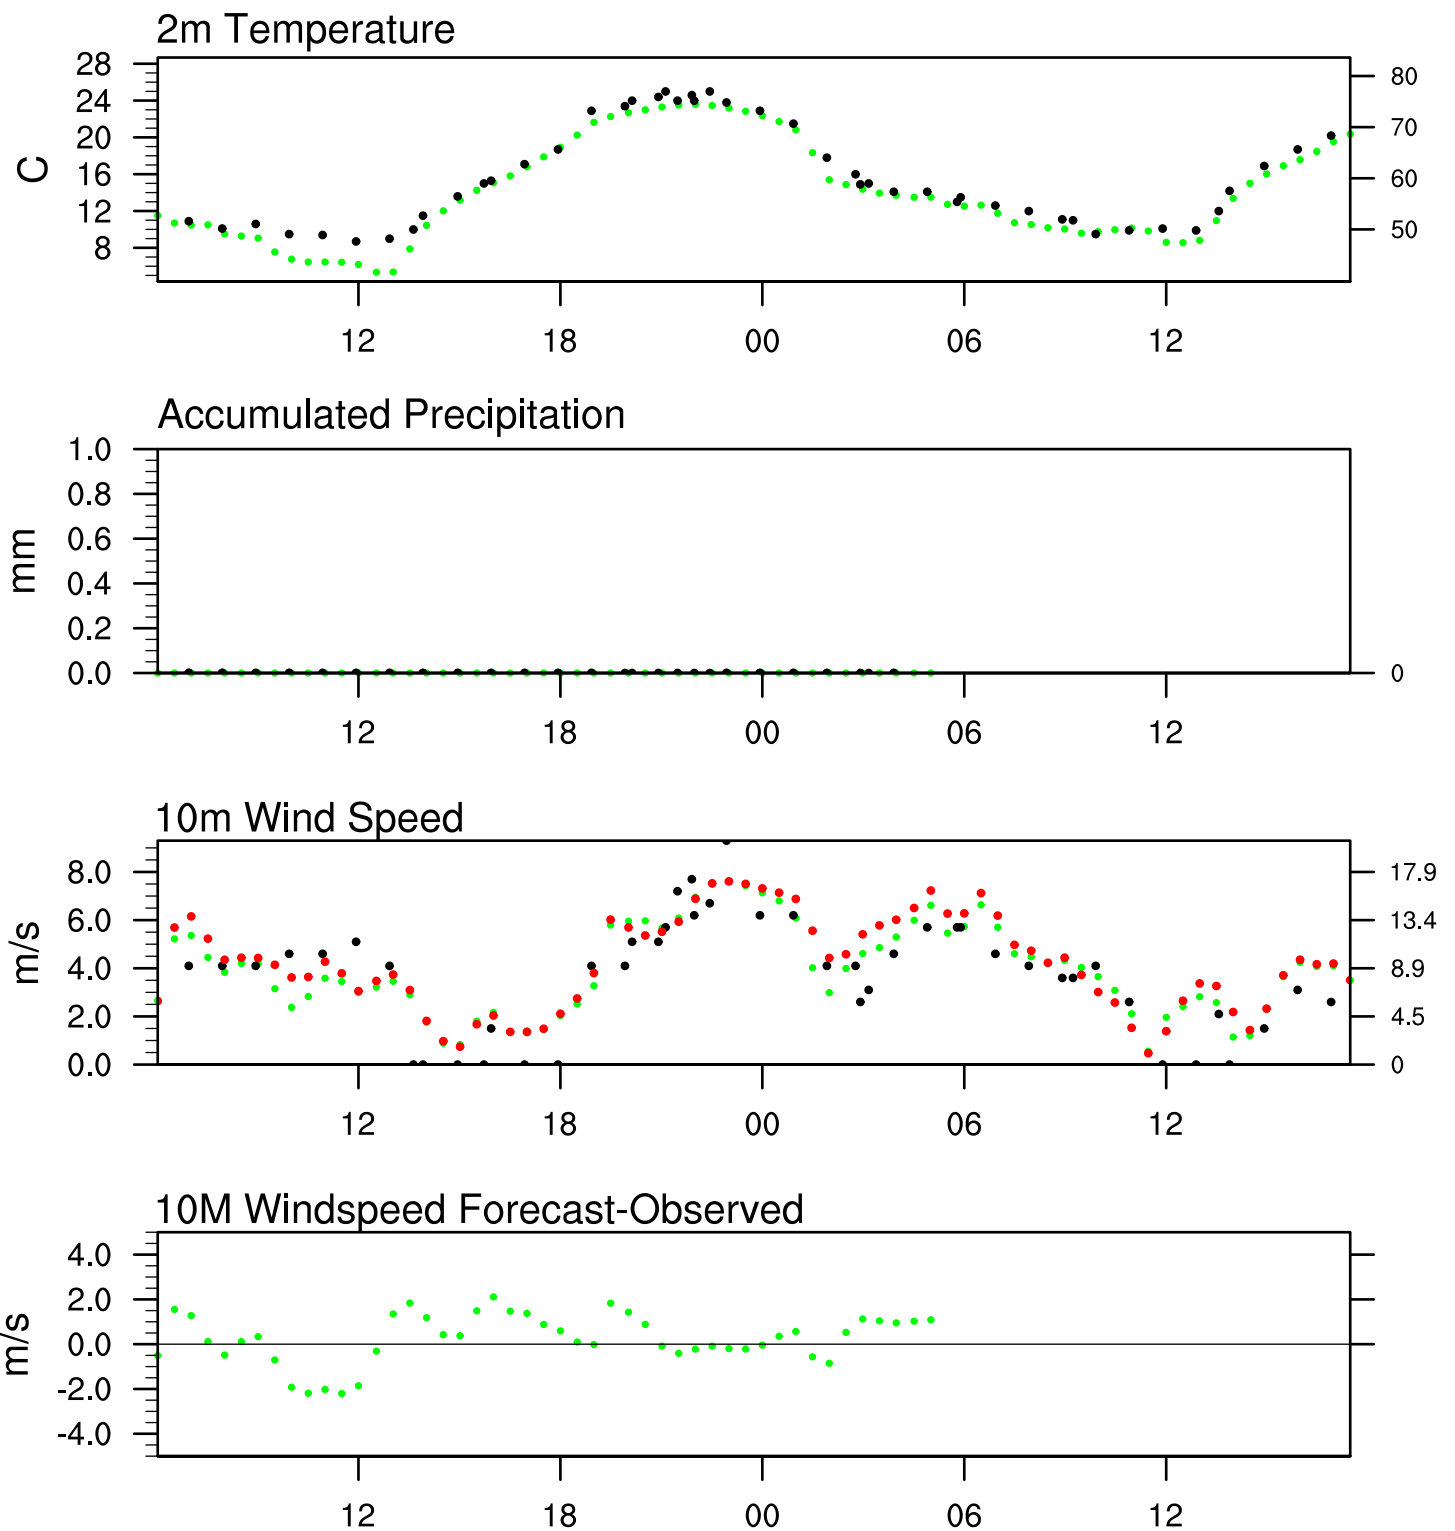 2m Temperature
28
24
20
16
12
8
C
80
70
60
50
12 18 00 06 12
Accumulated Precipitation
1.0
0.8
0.6
0.4
0.2
0.0
mm
0
12 18 00 06 12
10m Wind Speed
8.0
6.0
4.0
2.0
0.0
m/s
17.9
13.4
8.9
4.5
0
12 18 00 06 12
10M Windspeed Forecast-Observed
4.0
2.0
0.0
-2.0
-4.0
m/s
12 18 00 06 12